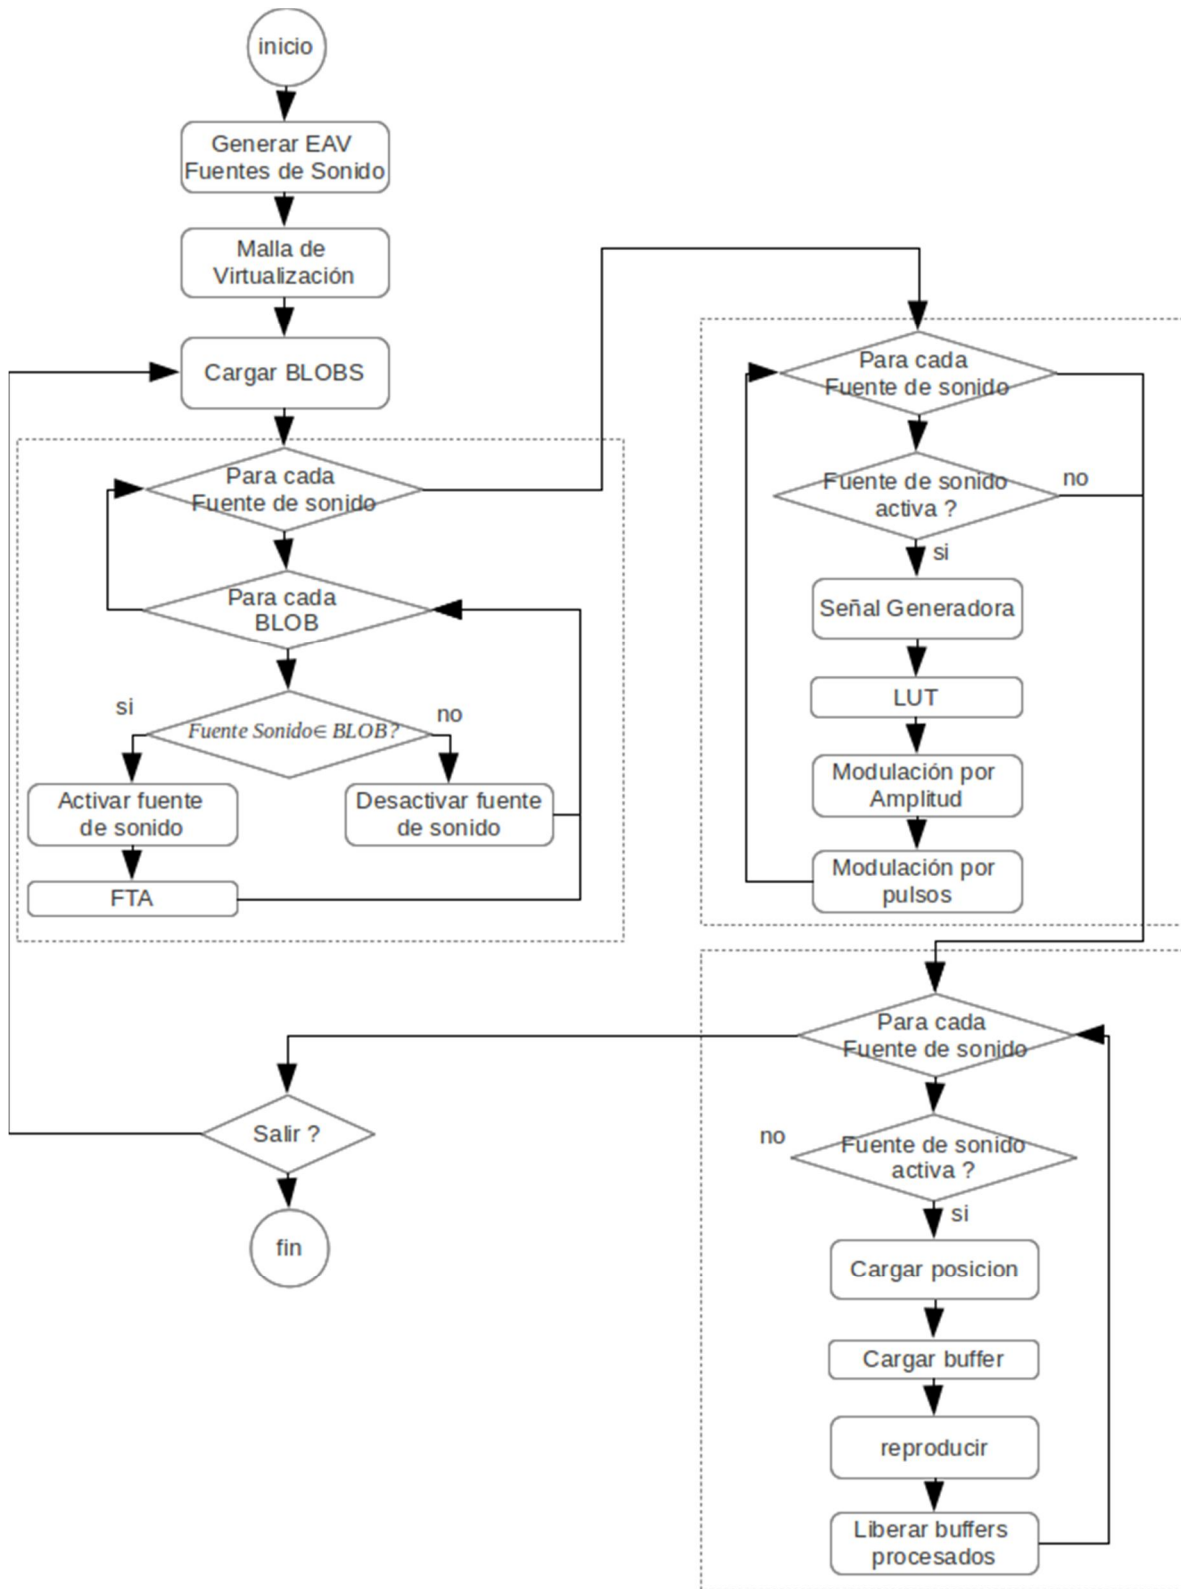 inicio
Generar EAV
Fuentes de Sonido
Malla de
Virtualización
Cargar BLOBS
Para cada
Fuente de sonido
Para cada
BLOB
si
Fuente Sonido∈ BLOB?
no
Activar fuente
de sonido
Desactivar fuente
de sonido
FTA
Para cada
Fuente de sonido
Fuente de sonido
activa ?
no
si
Señal Generadora
LUT
Modulación por
Amplitud
Modulación por
pulsos
Para cada
Fuente de sonido
Fuente de sonido
activa ?
no
si
Cargar posicion
Cargar buffer
reproducir
Liberar buffers
procesados
Salir ?
fin